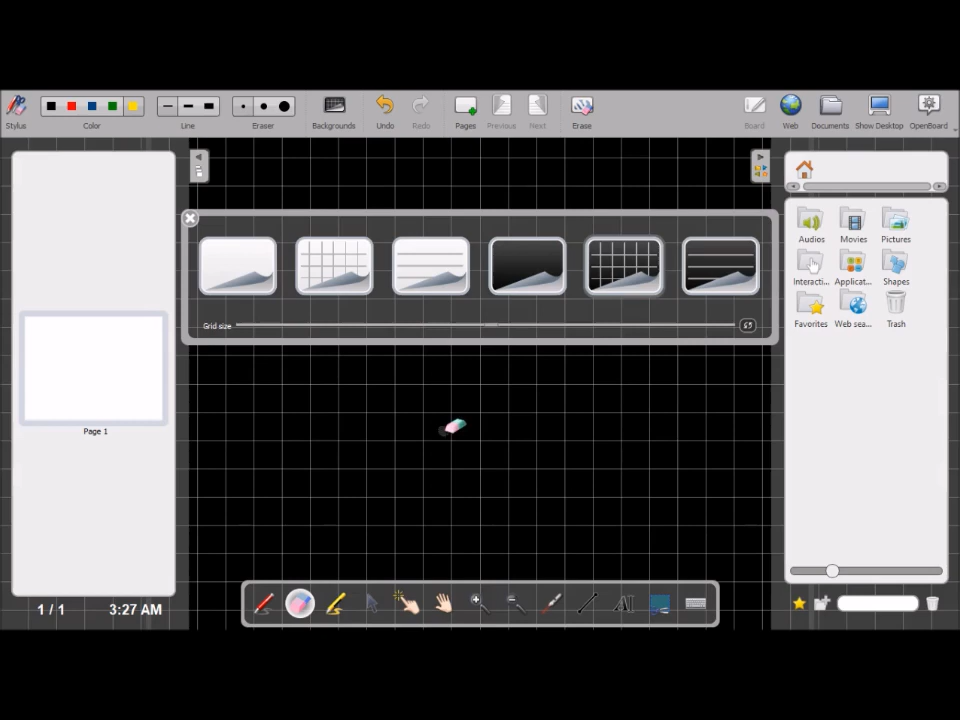 Stylus Color Line Eraser Backgrounds Undo Redo Pages Previous Next Erase Board Web Documents Show Desktop OpenBoard
Audios Movies Pictures
Interacti... Applicat... Shapes
Favorites Web sea... Trash
Grid size
Page 1
1 / 1 3:27 AM
AI